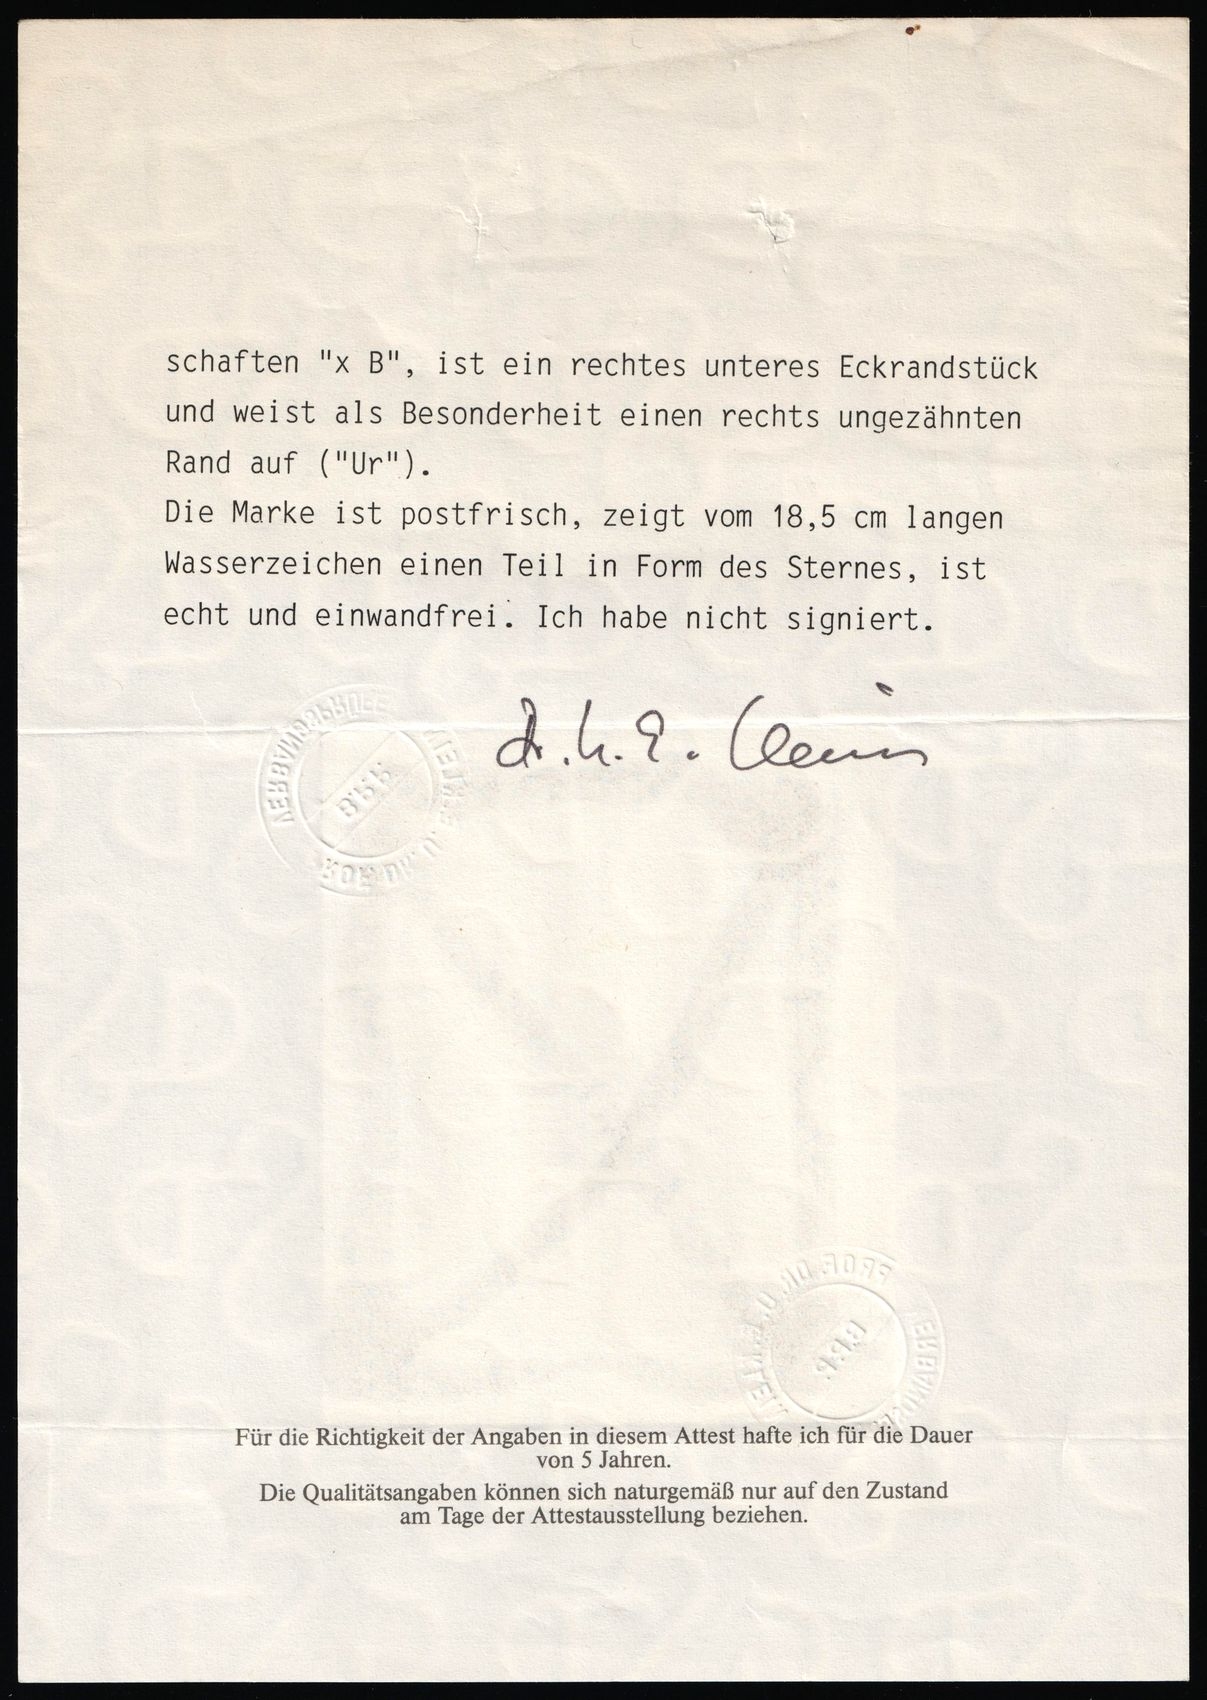 schaften "x B", ist ein rechtes unteres Eckrandstück
und weist als Besonderheit einen rechts ungezähnten
Rand auf ("Ur").
Die Marke ist postfrisch, zeigt vom 18,5 cm langen
Wasserzeichen einen Teil in Form des Sternes, ist
echt und einwandfrei. Ich habe nicht signiert.
Für die Richtigkeit der Angaben in diesem Attest hafte ich für die Dauer
von 5 Jahren.
Die Qualitätsangaben können sich naturgemäß nur auf den Zustand
am Tage der Attestausstellung beziehen.